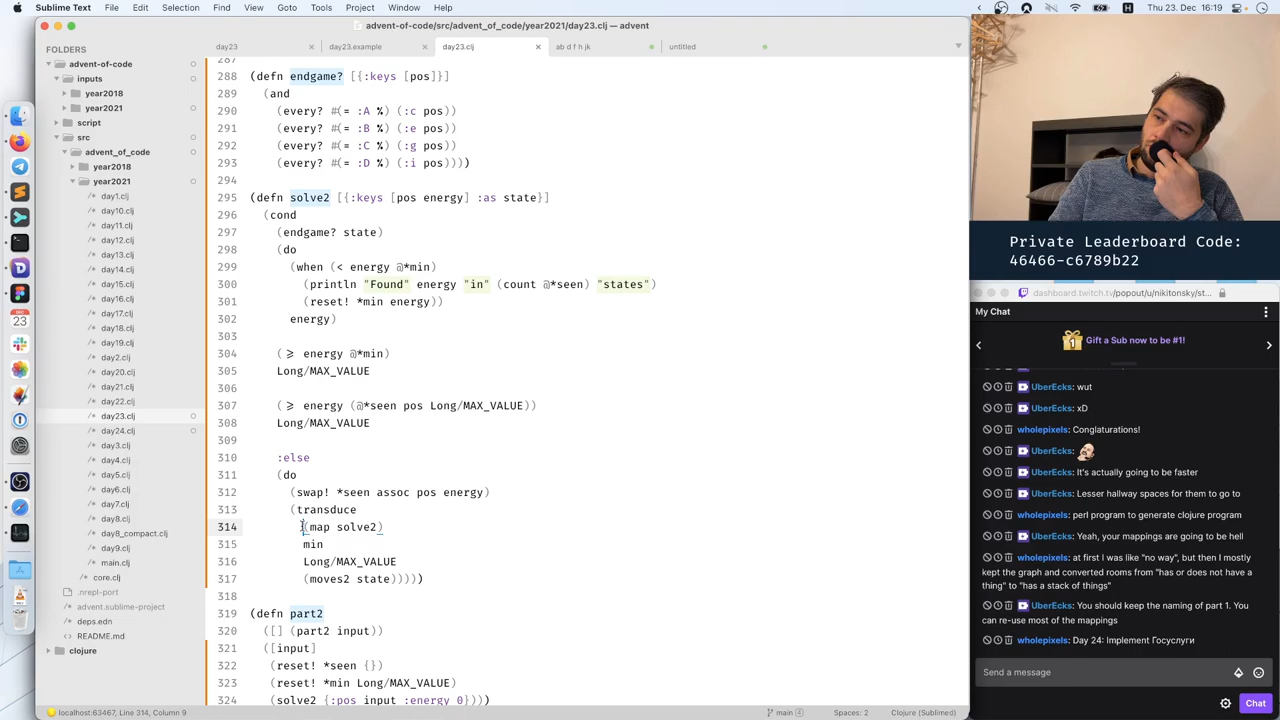 Sublime Text File Edit Selection Find View Goto Tools Project Window Help
Thu 23. Dec 16:19
advent-of-code/src/advent_of_code/year2021/day23.clj — advent
FOLDERS
advent-of-code
inputs
year2018
year2021
script
src
advent_of_code
year2018
year2021
day1.clj
day10.clj
day11.clj
day12.clj
day13.clj
day14.clj
day15.clj
day16.clj
day17.clj
day18.clj
day19.clj
day2.clj
day20.clj
day21.clj
day22.clj
day23.clj
day24.clj
day3.clj
day4.clj
day5.clj
day6.clj
day7.clj
day8.clj
day8_compact.clj
day9.clj
main.clj
core.clj
.nrepl-port
advent.sublime-project
deps.edn
README.md
clojure
day23 day23.example day23.clj ab d f h jk untitled
287
288 (defn endgame? [{:keys [pos]}]
289 (and
290 (every? #(= :A %) (:c pos))
291 (every? #(= :B %) (:e pos))
292 (every? #(= :C %) (:g pos))
293 (every? #(= :D %) (:i pos))))
294
295 (defn solve2 [{:keys [pos energy] :as state}]
296 (cond
297 (endgame? state)
298 (do
299 (when (< energy @*min)
300 (println "Found" energy "in" (count @*seen) "states")
301 (reset! *min energy))
302 energy)
303
304 (>= energy @*min)
305 Long/MAX_VALUE
306
307 (>= energy (@*seen pos Long/MAX_VALUE))
308 Long/MAX_VALUE
309
310 :else
311 (do
312 (swap! *seen assoc pos energy)
313 (transduce
314 (map solve2)
315 min
316 Long/MAX_VALUE
317 (moves2 state)))))
318
319 (defn part2
320 ([] (part2 input))
321 ([input]
322 (reset! *seen {})
323 (reset! *min Long/MAX_VALUE)
324 (solve2 {:pos input :energy 0})))
localhost:63467, Line 314, Column 9
main 4
Spaces: 2
Clojure (Sublimed)
Private Leaderboard Code:
46466-c6789b22
dashboard.twitch.tv/popout/u/nikitonsky/st...
My Chat
Gift a Sub now to be #1!
UberEcks: wut
UberEcks: xD
wholepixels: Conglaturations!
UberEcks:
UberEcks: It's actually going to be faster
UberEcks: Lesser hallway spaces for them to go to
wholepixels: perl program to generate clojure program
UberEcks: Yeah, your mappings are going to be hell
wholepixels: at first I was like "no way", but then I mostly
kept the graph and converted rooms from "has or does not have a
thing" to "has a stack of things"
UberEcks: You should keep the naming of part 1. You
can re-use most of the mappings
wholepixels: Day 24: Implement Госуслуги
Send a message
Chat